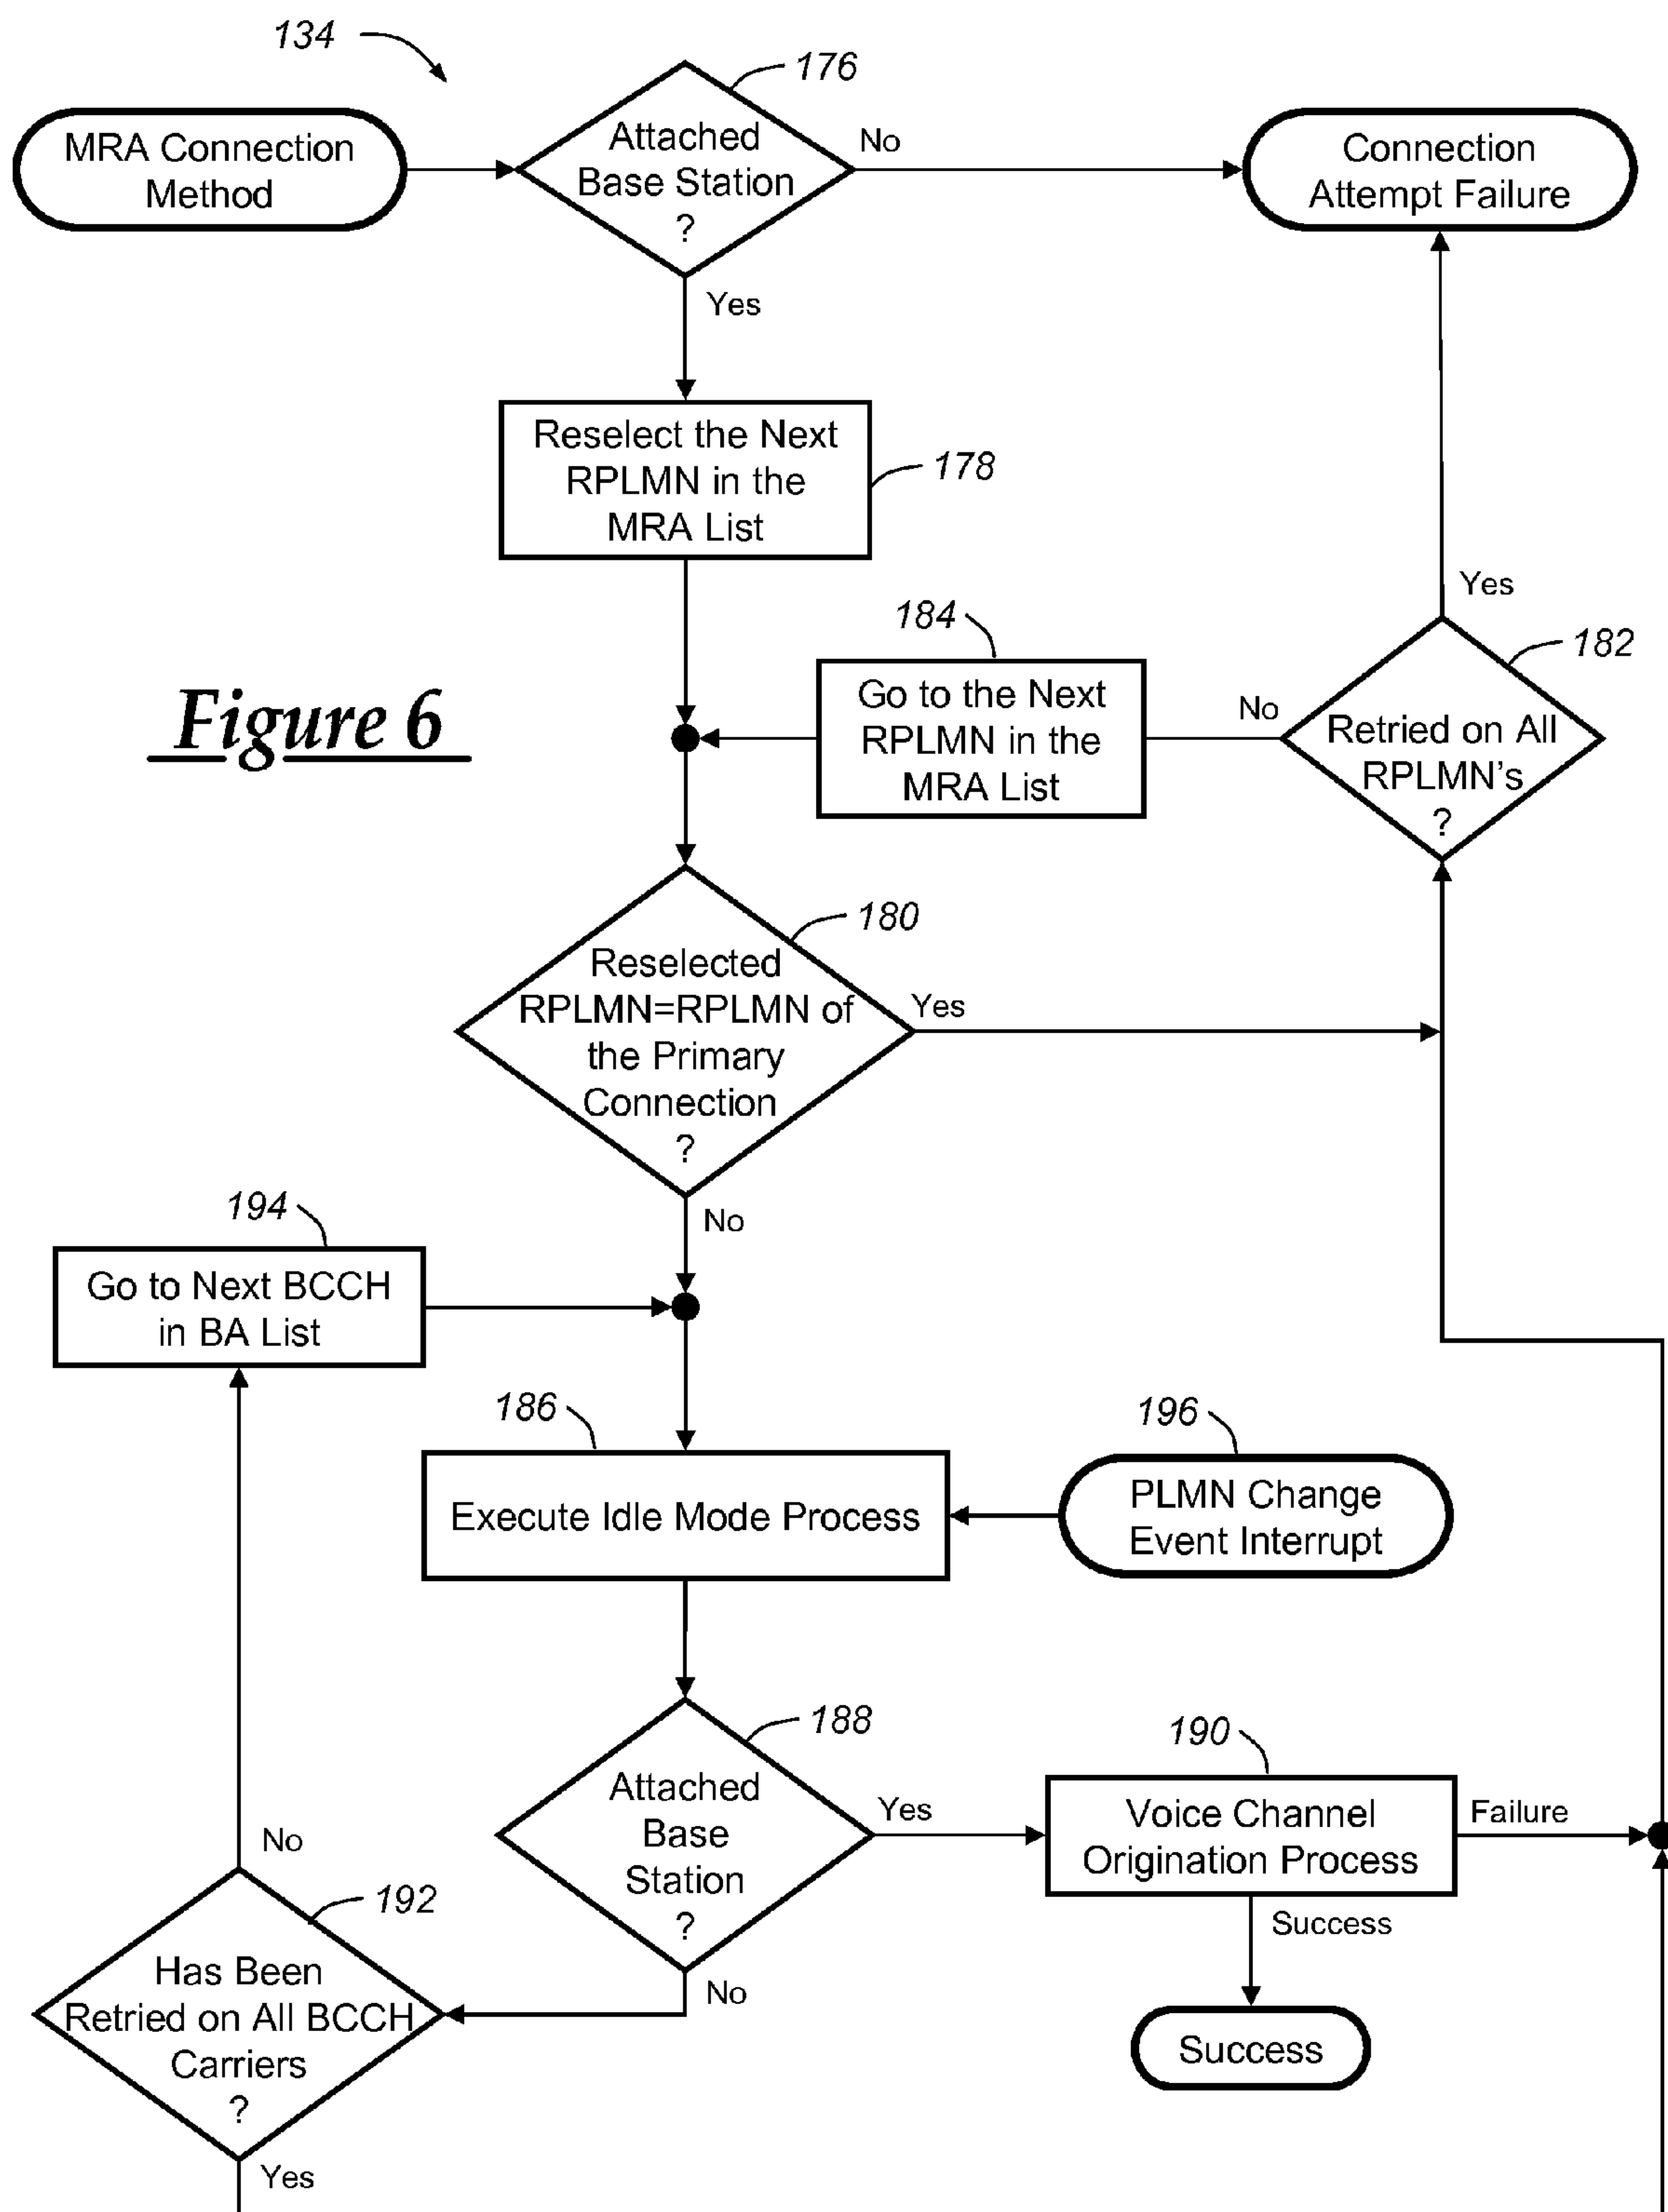 134
176
MRA Connection
Method
Attached
Base Station
?
No
Connection
Attempt Failure
Yes
Reselect the Next
RPLMN in the
MRA List
178
Yes
184
182
Figure 6
Go to the Next
RPLMN in the
MRA List
No
Retried on All
RPLMN's
?
180
Reselected
RPLMN=RPLMN of
the Primary
Connection
?
Yes
No
194
Go to Next BCCH
in BA List
186
196
Execute Idle Mode Process
PLMN Change
Event Interrupt
188
190
Attached
Base
Station
?
Yes
Voice Channel
Origination Process
Failure
No
192
Success
Has Been
Retried on All BCCH
Carriers
?
No
Success
Yes